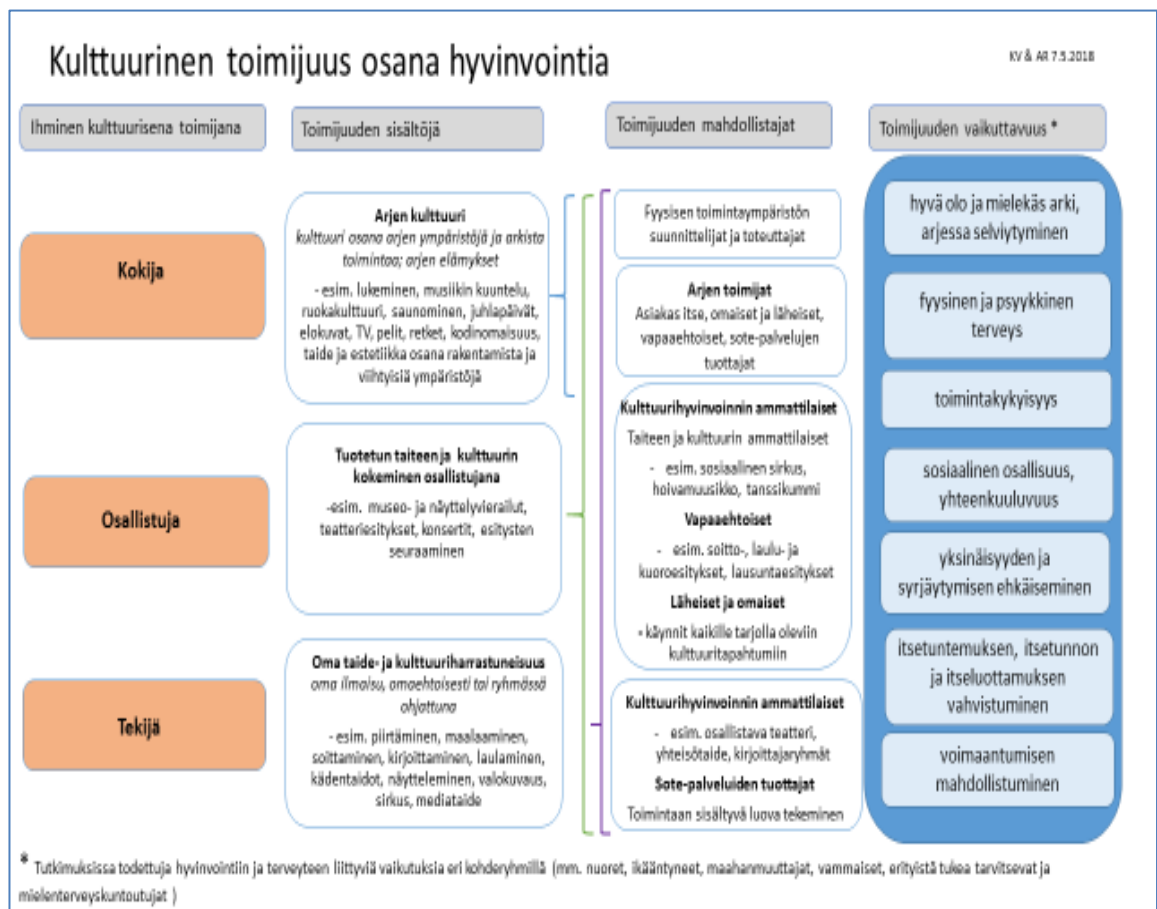 Kulttuurinen toimijuus osana hyvinvointia
KV & AR 7.5.2018
Ihminen kulttuurisena toimijana
Toimijuuden sisältöjä
Toimijuuden mahdollistajat
Toimijuuden vaikuttavuus *
Kokija
Arjen kulttuuri
kulttuuri osana arjen ympäristöjä ja arkista
toimintaa; arjen elämykset
- esim. lukeminen, musiikin kuuntelu,
ruokakulttuuri, saunominen, juhlapäivät,
elokuvat, TV, pelit, retket, kodinomaisuus,
taide ja estetiikka osana rakentamista ja
viihtyisiä ympäristöjä
Osallistuja
Tuotetun taiteen ja kulttuurin
kokeminen osallistujana
-esim. museo- ja näyttelyvierailut,
teatteriesitykset, konsertit, esitysten
seuraaminen
Tekijä
Oma taide- ja kulttuuriharrastuneisuus
oma ilmaisu, omaehtoisesti tai ryhmässä
ohjattuna
- esim. piirtäminen, maalaaminen,
soittaminen, kirjoittaminen, laulaminen,
kädentaidot, näytteleminen, valokuvaus,
sirkus, mediataide
Fyysisen toimintaympäristön
suunnittelijat ja toteuttajat
Arjen toimijat
Asiakas itse, omaiset ja läheiset,
vapaaehtoiset, sote-palvelujen
tuottajat
Kulttuurihyvinvoinnin ammattilaiset
Taiteen ja kulttuurin ammattilaiset
- esim. sosiaalinen sirkus,
hoivamuusikko, tanssikummi
Vapaaehtoiset
- esim. soitto-, laulu- ja
kuoroesitykset, lausuntaesitykset
Läheiset ja omaiset
- käynnit kaikille tarjolla oleviin
kulttuuritapahtumiin
Kulttuurihyvinvoinnin ammattilaiset
- esim. osallistava teatteri,
yhteisötaide, kirjoittajaryhmät
Sote-palveluiden tuottajat
Toimintaan sisältyvä luova tekeminen
hyvä olo ja mielekäs arki,
arjessa selviytyminen
fyysinen ja psyykkinen
terveys
toimintakykyisyys
sosiaalinen osallisuus,
yhteenkuuluvuus
yksinäisyyden ja
syrjäytymisen ehkäiseminen
itsetuntemuksen, itsetunnon
ja itseluottamuksen
vahvistuminen
voimaantumisen
mahdollistuminen
* Tutkimuksissa todettuja hyvinvointiin ja terveyteen liittyviä vaikutuksia eri kohderyhmillä (mm. nuoret, ikääntyneet, maahanmuuttajat, vammaiset, erityistä tukea tarvitsevat ja
mielenterveyskuntoutujat )